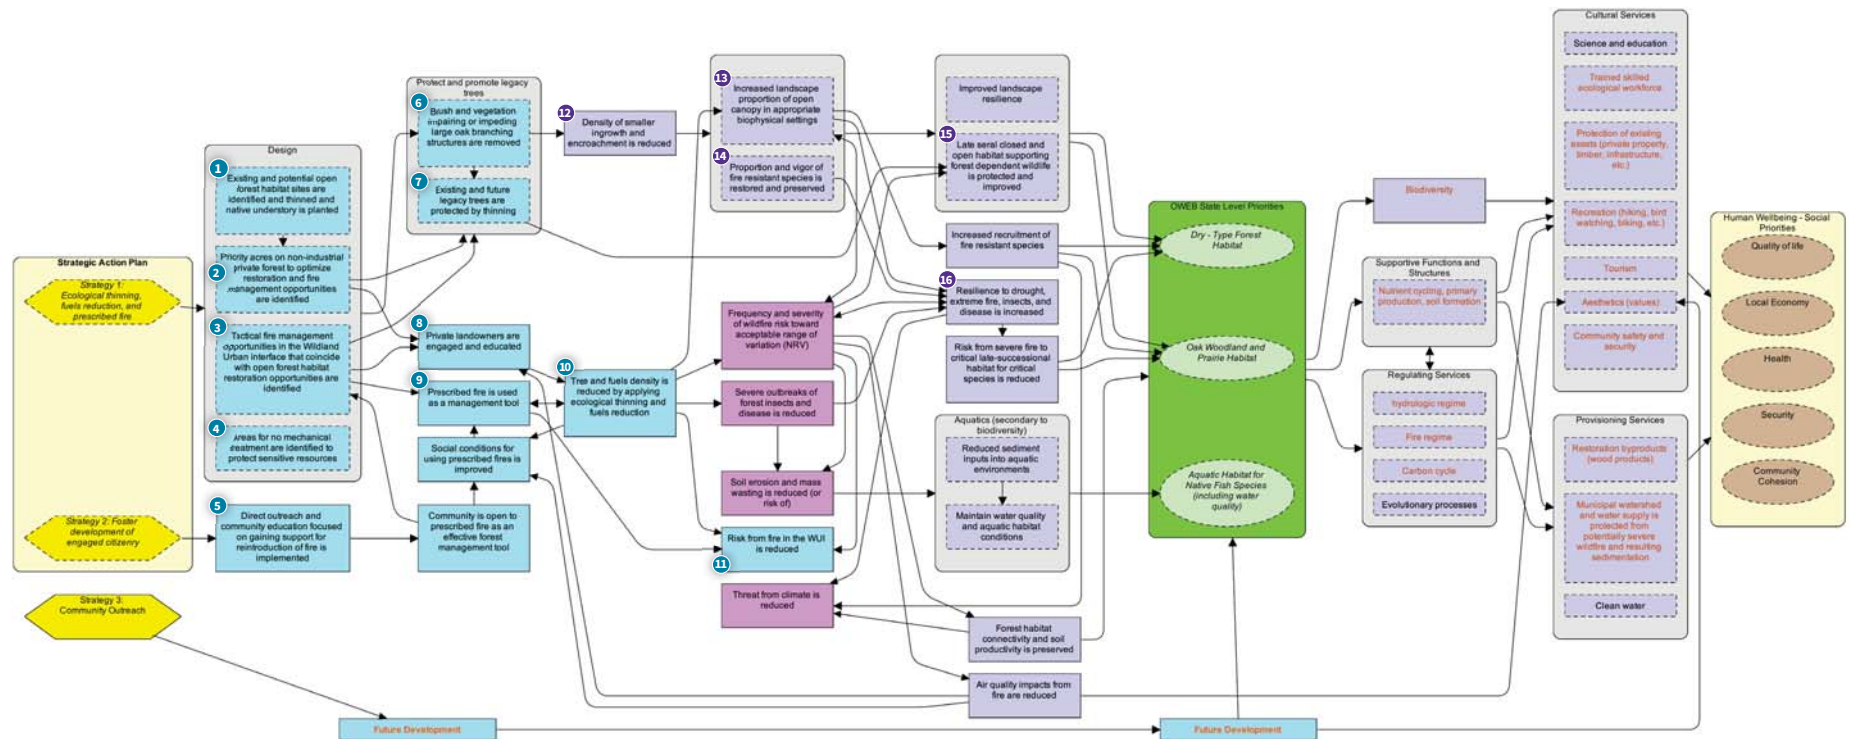 Strategic Action Plan
Strategy 1:
Ecological thinning,
fuels reduction, and
prescribed fire
Strategy 2: Foster
development of
engaged citizenry
Strategy 3:
Community Outreach
Design
1
Existing and potential open
forest habitat sites are
identified and thinned and
native understory is planted
2
Priority acres on non-industrial
private forest to optimize
restoration and fire
management opportunities
are identified
3
Tactical fire management
opportunities in the Wildland
Urban interface that coincide
with open forest habitat
restoration opportunities are
identified
4
Areas for no mechanical
treatment are identified to
protect sensitive resources
5
Direct outreach and
community education focused
on gaining support for
reintroduction of fire is
implemented
Protect and promote legacy
trees
6
Brush and vegetation
impairing or impeding
large oak branching
structures are removed
7
Existing and future
legacy trees are
protected by thinning
8
Private landowners are
engaged and educated
9
Prescribed fire is used
as a management tool
Social conditions for
using prescribed fires is
improved
Community is open to
prescribed fire as an
effective forest
management tool
10
Tree and fuels density is
reduced by applying
ecological thinning and
fuels reduction
12
Density of smaller
ingrowth and
encroachment is reduced
13
Increased landscape
proportion of open
canopy in appropriate
biophysical settings
14
Proportion and vigor of
fire resistant species is
restored and preserved
Frequency and severity
of wildfire risk toward
acceptable range of
variation (NRV)
Severe outbreaks of
forest insects and
disease is reduced
Soil erosion and mass
wasting is reduced (or
risk of)
Risk from fire in the WUI
is reduced
11
Threat from climate is
reduced
Improved landscape
resilience
15
Late seral closed and
open habitat supporting
forest dependent wildlife
is protected and
improved
Increased recruitment of
fire resistant species
16
Resilience to drought,
extreme fire, insects, and
disease is increased
Risk from severe fire to
critical late-successional
habitat for critical
species is reduced
Aquatics (secondary to
biodiversity)
Reduced sediment
inputs into aquatic
environments
Maintain water quality
and aquatic habitat
conditions
Forest habitat
connectivity and soil
productivity is preserved
Air quality impacts from
fire are reduced
Future Development
Future Development
OWEB State Level Priorities
Dry - Type Forest
Habitat
Oak Woodland and
Prairie Habitat
Aquatic Habitat for
Native Fish Species
(including water
quality)
Biodiversity
Supportive Functions and
Structures
Nutrient cycling, primary
production, soil formation
Regulating Services
hydrologic regime
Fire regime
Carbon cycle
Evolutionary processes
Cultural Services
Science and education
Trained skilled
ecological workforce
Protection of existing
assets (private property,
timber, infrastructure,
etc.)
Recreation (hiking, bird
watching, biking, etc.)
Tourism
Aesthetics (values)
Community safety and
security
Provisioning Services
Restoration byproducts
(wood products)
Municipal watershed
and water supply is
protected from
potentially severe
wildfire and resulting
sedimentation
Clean water
Human Wellbeing - Social
Priorities
Quality of life
Local Economy
Health
Security
Community
Cohesion